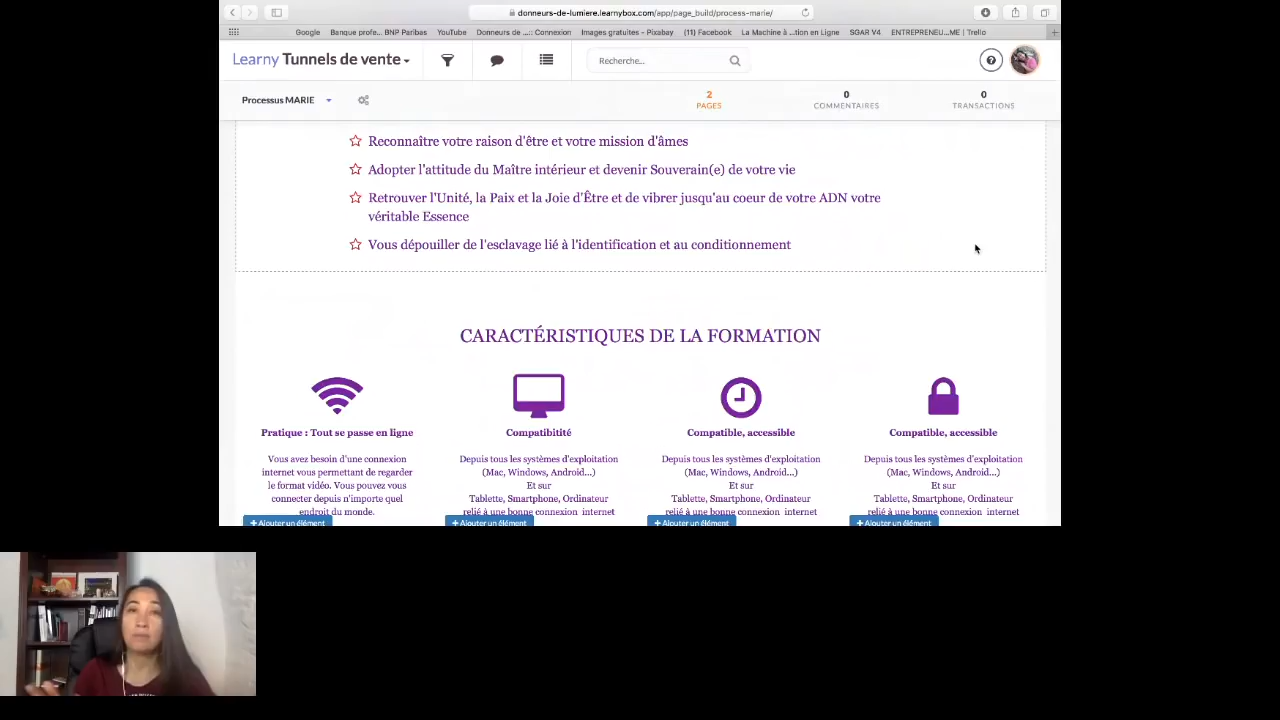 donneurs-de-lumiere.learnybox.com/app/page_build/process-marie/
Google Banque profe... BNP Paribas YouTube Donneurs de ...:: Connexion Images gratuites - Pixabay (11) Facebook La Machine à ...tion en Ligne SGAR V4 ENTREPRENEU...ME | Trello
Learny Tunnels de vente
Recherche...
Processus MARIE
2 0 0
PAGES COMMENTAIRES TRANSACTIONS
Reconnaître votre raison d'être et votre mission d'âmes
Adopter l'attitude du Maître intérieur et devenir Souverain(e) de votre vie
Retrouver l'Unité, la Paix et la Joie d'Être et de vibrer jusqu'au coeur de votre ADN votre
véritable Essence
Vous dépouiller de l'esclavage lié à l'identification et au conditionnement
CARACTÉRISTIQUES DE LA FORMATION
Pratique : Tout se passe en ligne
Vous avez besoin d'une connexion
internet vous permettant de regarder
le format vidéo. Vous pouvez vous
connecter depuis n'importe quel
endroit du monde.
+ Ajouter un élément
Compatibitité
Depuis tous les systèmes d'exploitation
(Mac, Windows, Android...)
Et sur
Tablette, Smartphone, Ordinateur
relié à une bonne connexion internet
+ Ajouter un élément
Compatible, accessible
Depuis tous les systèmes d'exploitation
(Mac, Windows, Android...)
Et sur
Tablette, Smartphone, Ordinateur
relié à une bonne connexion internet
+ Ajouter un élément
Compatible, accessible
Depuis tous les systèmes d'exploitation
(Mac, Windows, Android...)
Et sur
Tablette, Smartphone, Ordinateur
relié à une bonne connexion internet
+ Ajouter un élément